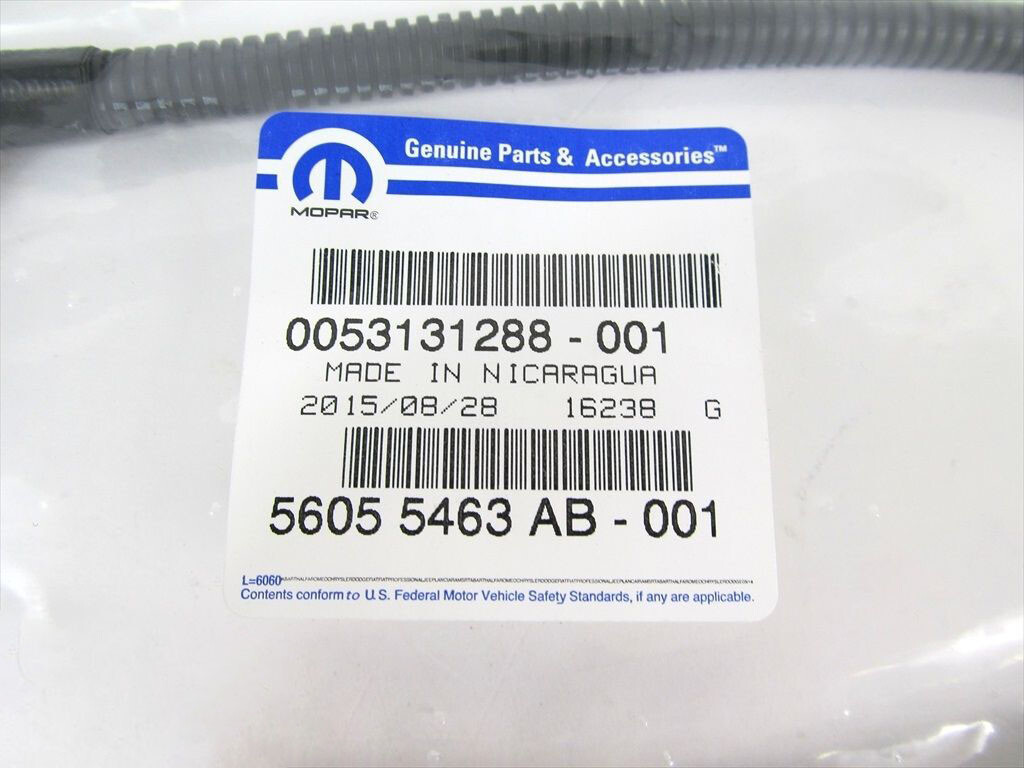 Genuine Parts & Accessories™
MOPAR®
0053131288 - 001
MADE IN NICARAGUA
2015/08/28 16238 G
5605 5463 AB - 001
L=6060
Contents conform to U.S. Federal Motor Vehicle Safety Standards, if any are applicable.